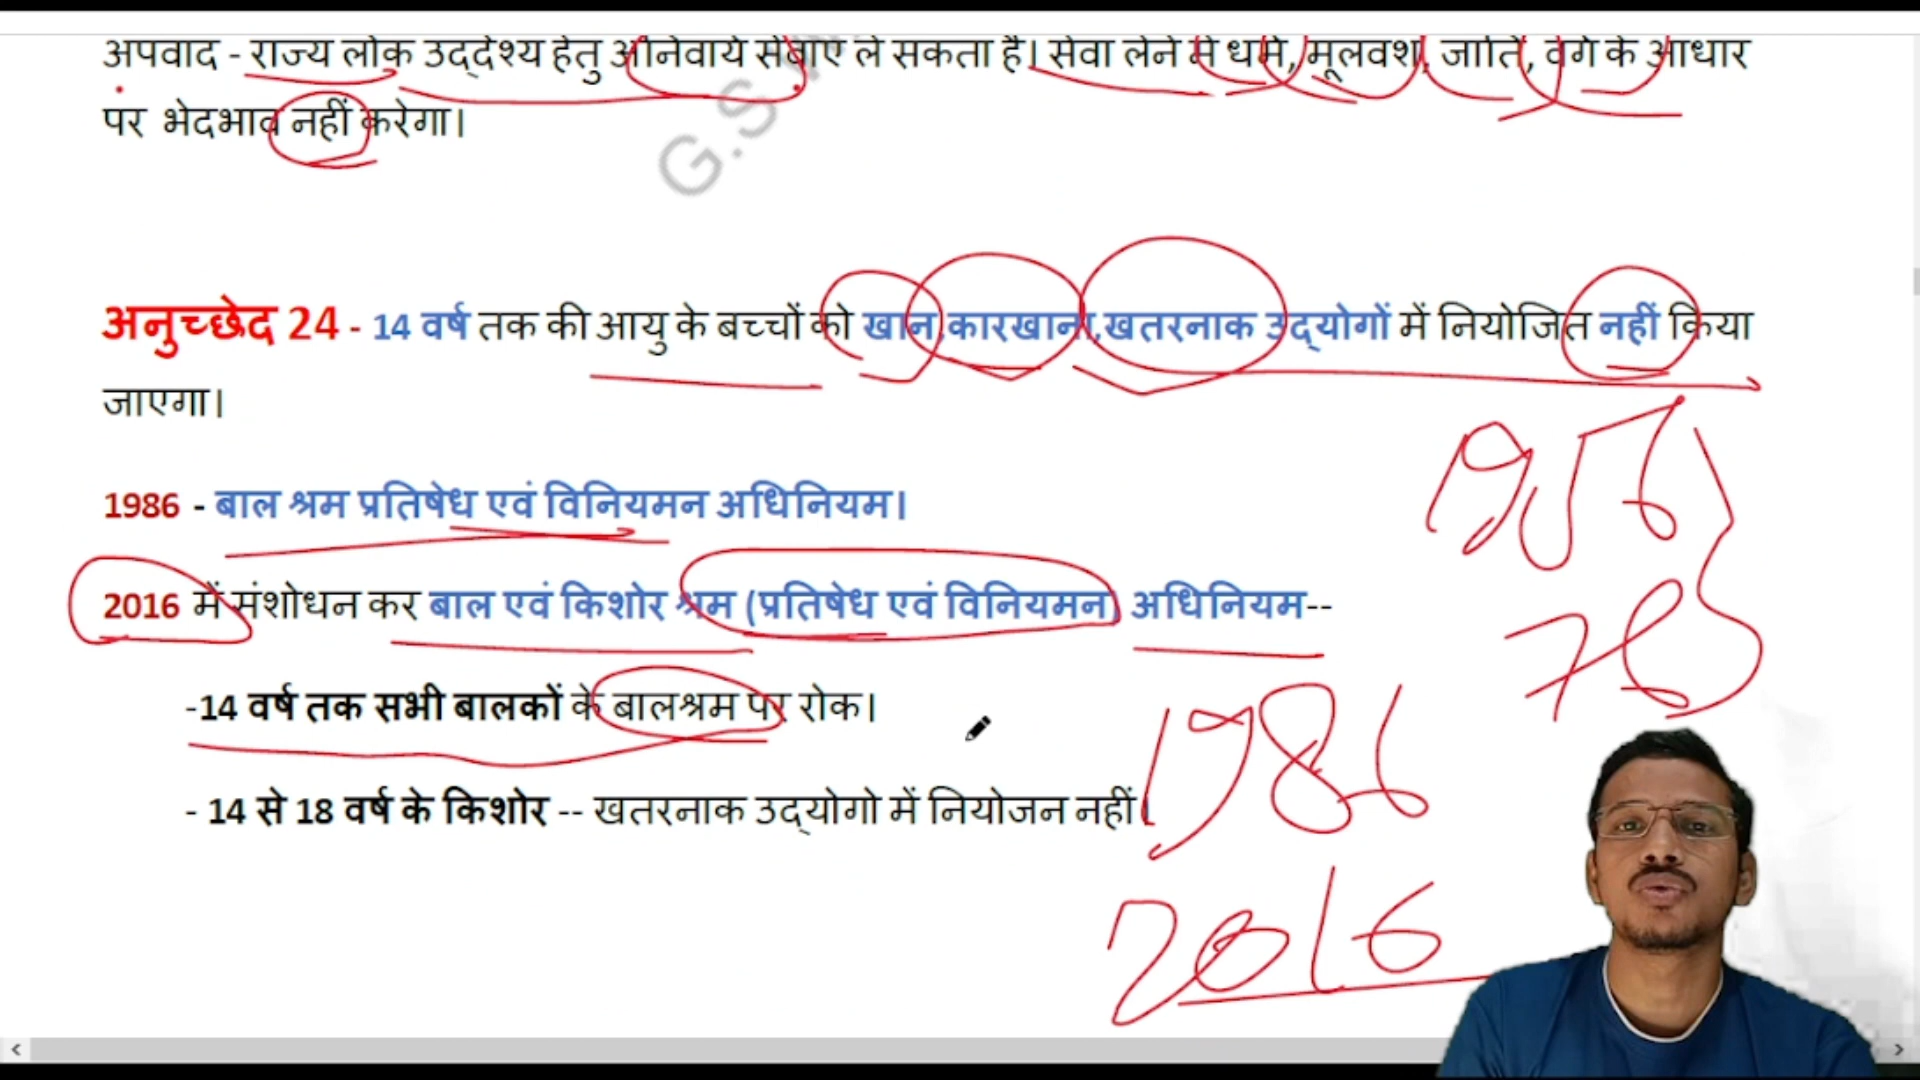 अपवाद - राज्य लोक उद्देश्य हेतु अनिवार्य सेवाएं ले सकता है। सेवा लेने में धर्म, मूलवंश, जाति, वर्ग के आधार
पर भेदभाव नहीं करेगा।
G.S
अनुच्छेद 24 - 14 वर्ष तक की आयु के बच्चों को खान,कारखाना,खतरनाक उद्योगों में नियोजित नहीं किया
जाएगा।
1956
1986 - बाल श्रम प्रतिषेध एवं विनियमन अधिनियम।
2016 में संशोधन कर बाल एवं किशोर श्रम (प्रतिषेध एवं विनियमन) अधिनियम--
76
-14 वर्ष तक सभी बालकों के बालश्रम पर रोक।
1986
- 14 से 18 वर्ष के किशोर -- खतरनाक उद्योगो में नियोजन नहीं।
2016